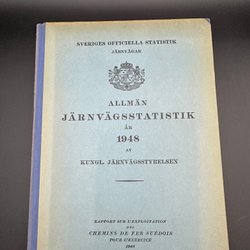 SVERIGES OFFICIELLA STATISTIK
JÄRNVÄGAR
ALLMÄN
JÄRNVÄGSSTATISTIK
ÅR
1948
AV
KUNGL. JÄRNVÄGSSTYRELSEN
RAPPORT SUR L'EXPLOITATION
DES
CHEMINS DE FER SUÉDOIS
POUR L'EXERCICE
1948